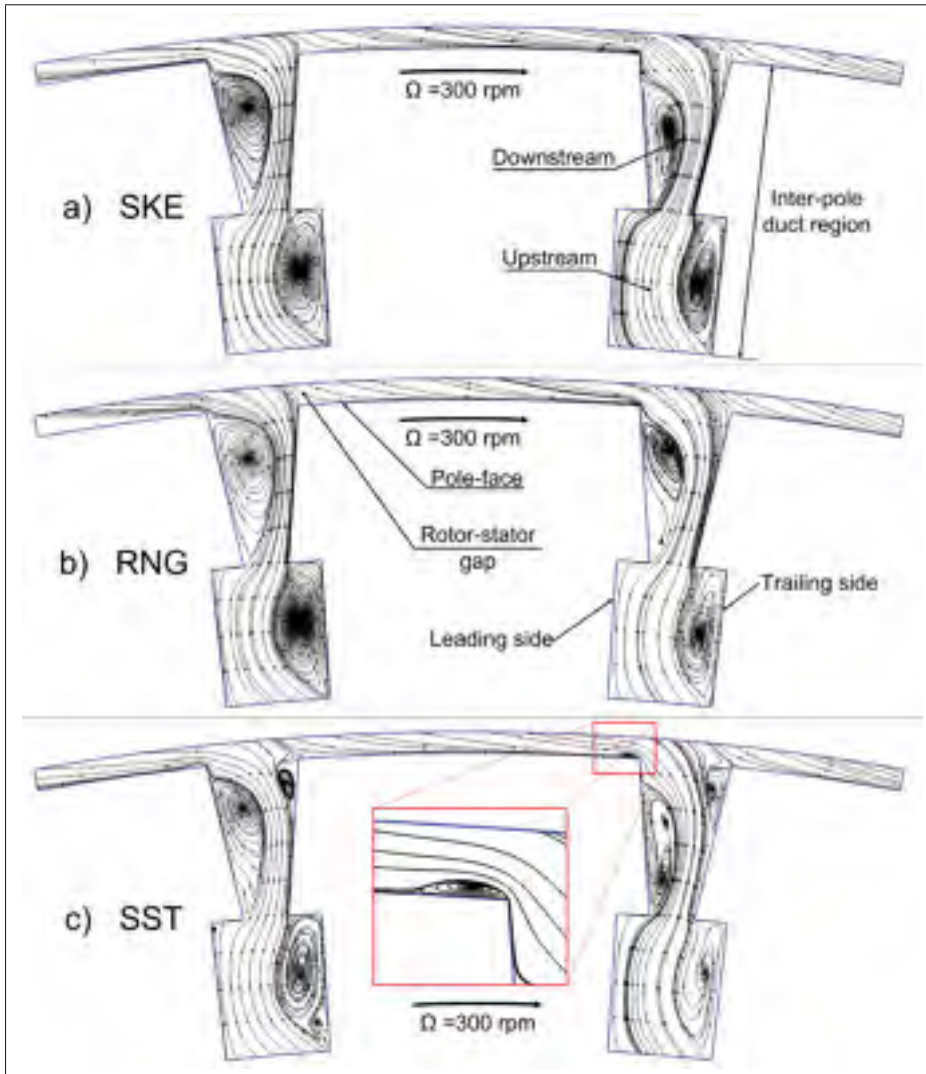 Ω =300 rpm
Downstream
a) SKE
Inter-pole
duct region
Upstream
Ω =300 rpm
Pole-face
Rotor-stator
gap
b) RNG
Trailing side
Leading side
c) SST
Ω =300 rpm